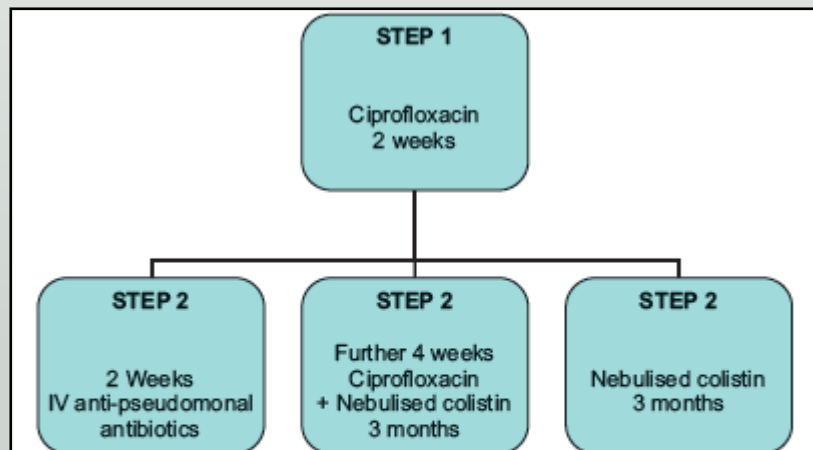 STEP 1
Ciprofloxacin
2 weeks
STEP 2
2 Weeks
IV anti-pseudomonal
antibiotics
STEP 2
Further 4 weeks
Ciprofloxacin
+ Nebulised colistin
3 months
STEP 2
Nebulised colistin
3 months